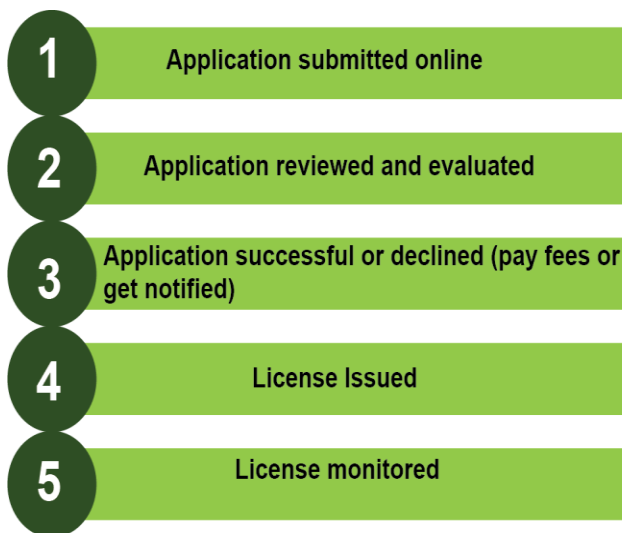 1
Application submitted online
2
Application reviewed and evaluated
3
Application successful or declined (pay fees or
get notified)
4
License Issued
5
License monitored